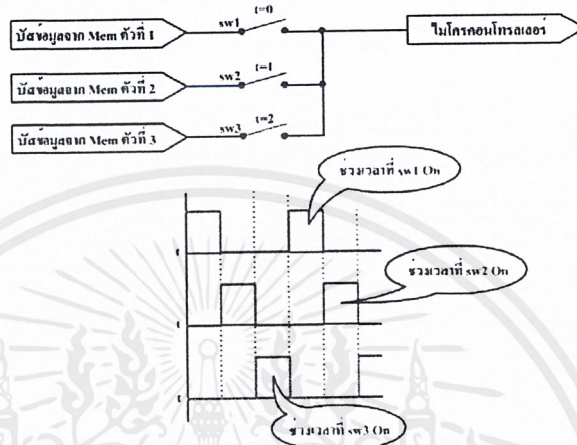 บัสข้อมูลจาก Mem ตัวที่ 1
sw1
t=0
ไมโครคอนโทรลเลอร์
บัสข้อมูลจาก Mem ตัวที่ 2
sw2
t=1
บัสข้อมูลจาก Mem ตัวที่ 3
sw3
t=2
ช่วงเวลาที่ sw1 On
t
ช่วงเวลาที่ sw2 On
t
t
ช่วงเวลาที่ sw3 On